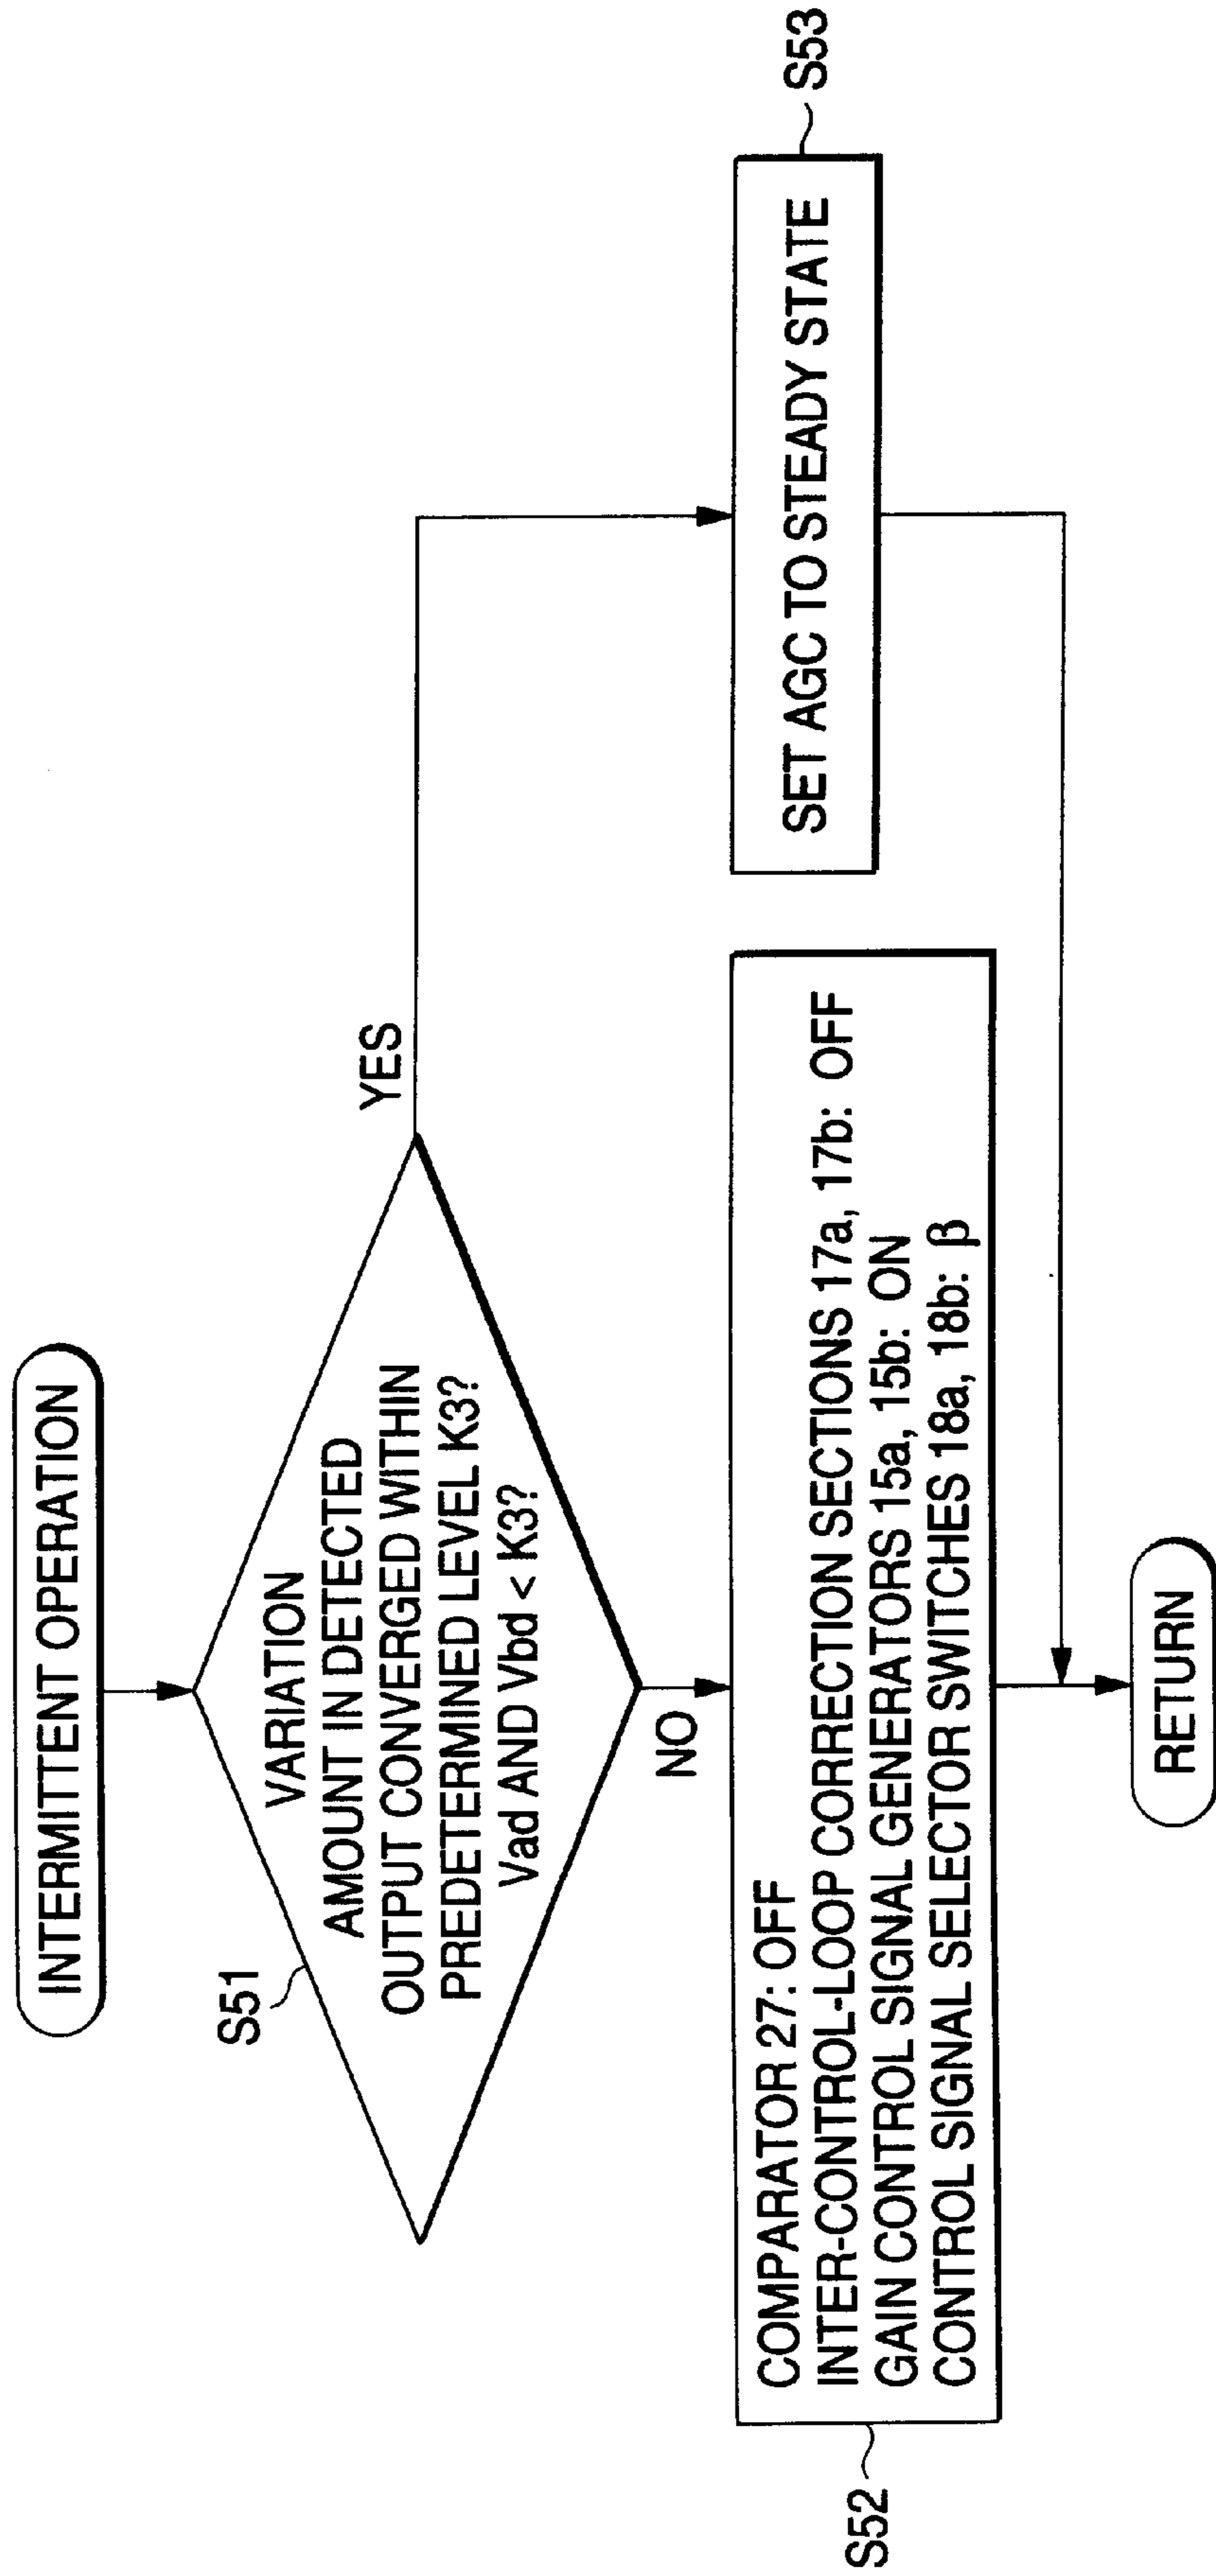 INTERMITTENT OPERATION
S51
VARIATION
AMOUNT IN DETECTED
OUTPUT CONVERGED WITHIN
PREDETERMINED LEVEL K3?
Vad AND Vbd < K3?
YES
NO
S52
COMPARATOR 27: OFF
INTER-CONTROL-LOOP CORRECTION SECTIONS 17a, 17b: OFF
GAIN CONTROL SIGNAL GENERATORS 15a, 15b: ON
CONTROL SIGNAL SELECTOR SWITCHES 18a, 18b: β
SET AGC TO STEADY STATE
S53
RETURN